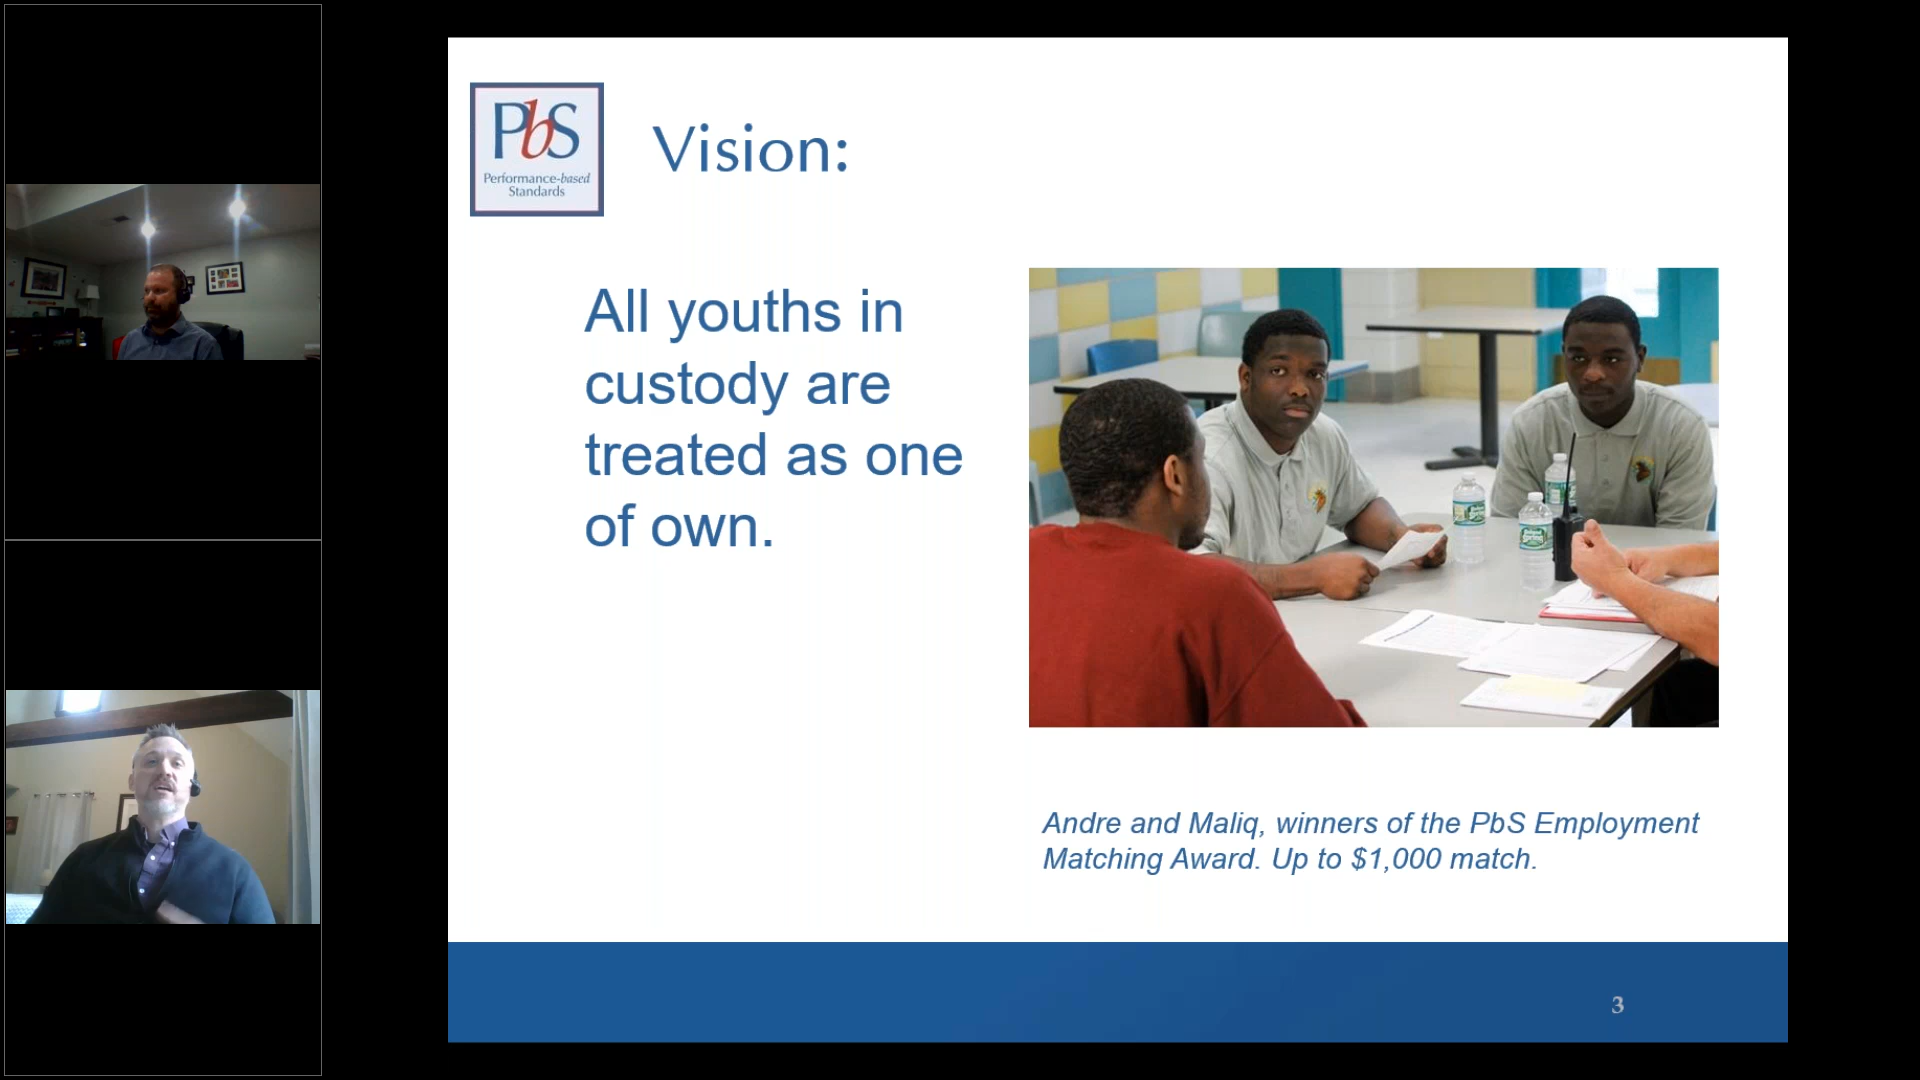 PbS
Performance-based
Standards
Vision:
All youths in
custody are
treated as one
of own.
Andre and Maliq, winners of the PbS Employment
Matching Award. Up to $1,000 match.
3